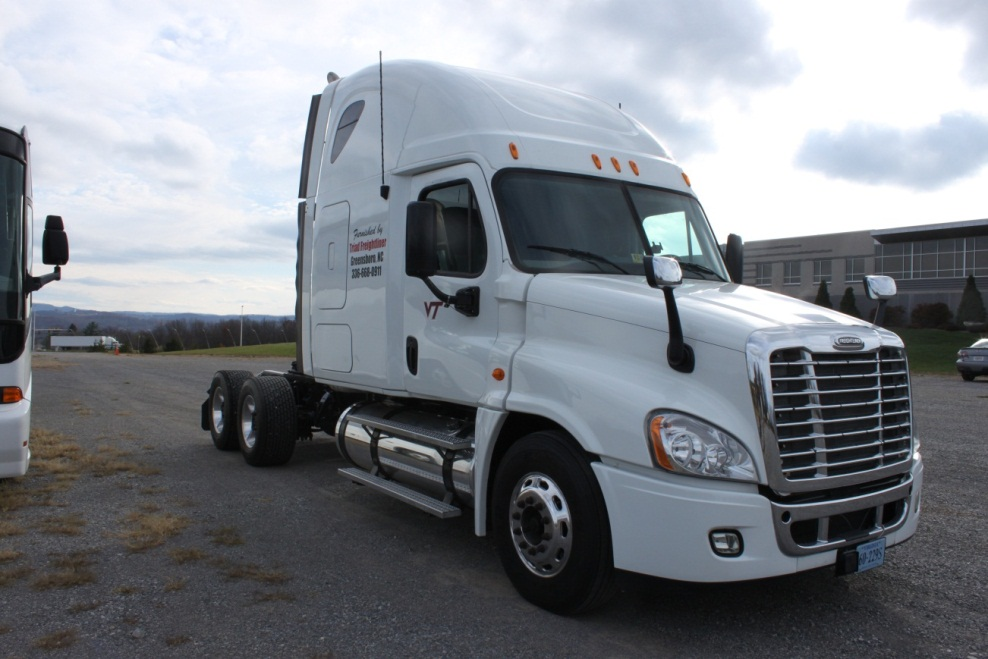 Furnished by
Triad Freightliner
Greensboro, NC
336-668-0911
VT